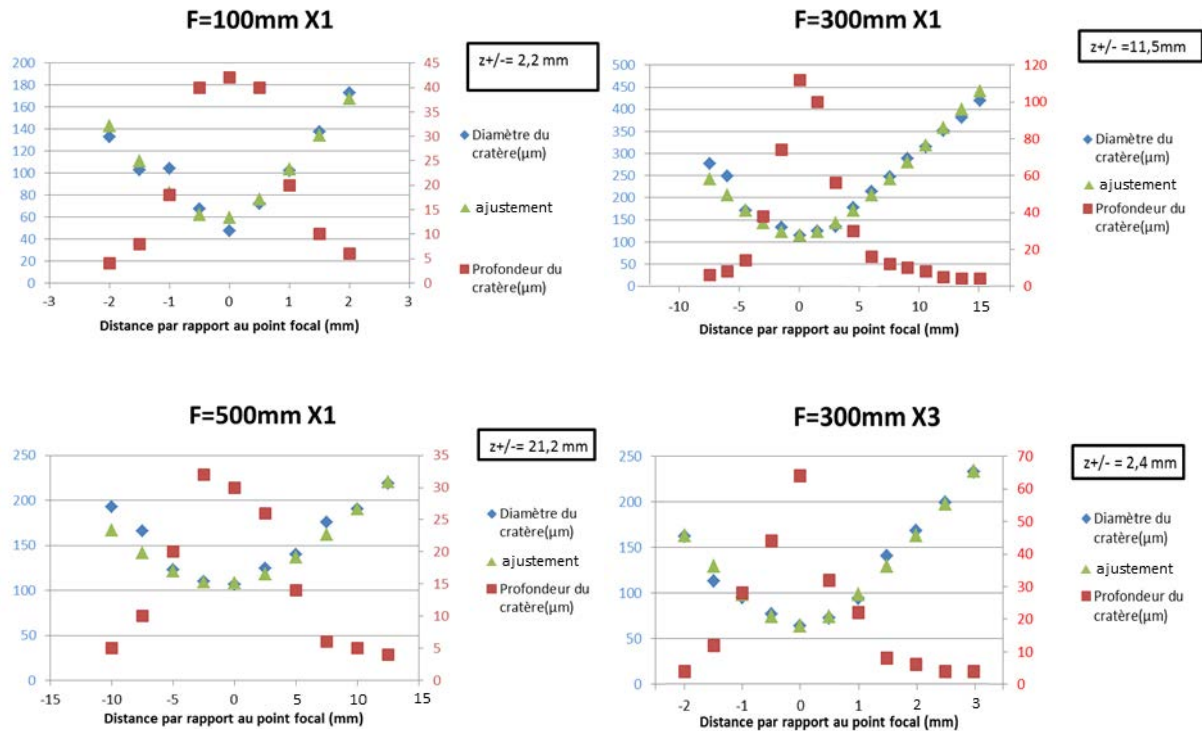 F=100mm X1
z+/-= 2,2 mm
200
180
160
140
120
100
80
60
40
20
0
45
40
35
30
25
20
15
10
5
0
-3
-2
-1
0
1
2
3
Distance par rapport au point focal (mm)
Diamètre du
cratère(µm)
ajustement
Profondeur du
cratère(µm)
F=300mm X1
z+/- =11,5mm
500
450
400
350
300
250
200
150
100
50
0
120
100
80
60
40
20
0
-10
-5
0
5
10
15
Distance par rapport au point focal (mm)
Diamètre du
cratère(µm)
ajustement
Profondeur du
cratère(µm)
F=500mm X1
z+/-= 21,2 mm
250
200
150
100
50
0
35
30
25
20
15
10
5
0
-15
-10
-5
0
5
10
15
Distance par rapport au point focal (mm)
Diamètre du
cratère(µm)
ajustement
Profondeur du
cratère(µm)
F=300mm X3
z+/- = 2,4 mm
250
200
150
100
50
0
70
60
50
40
30
20
10
0
-2
-1
0
1
2
3
Distance par rapport au point focal (mm)
Diamètre du
cratère(µm)
ajustement
Profondeur du
cratère(µm)